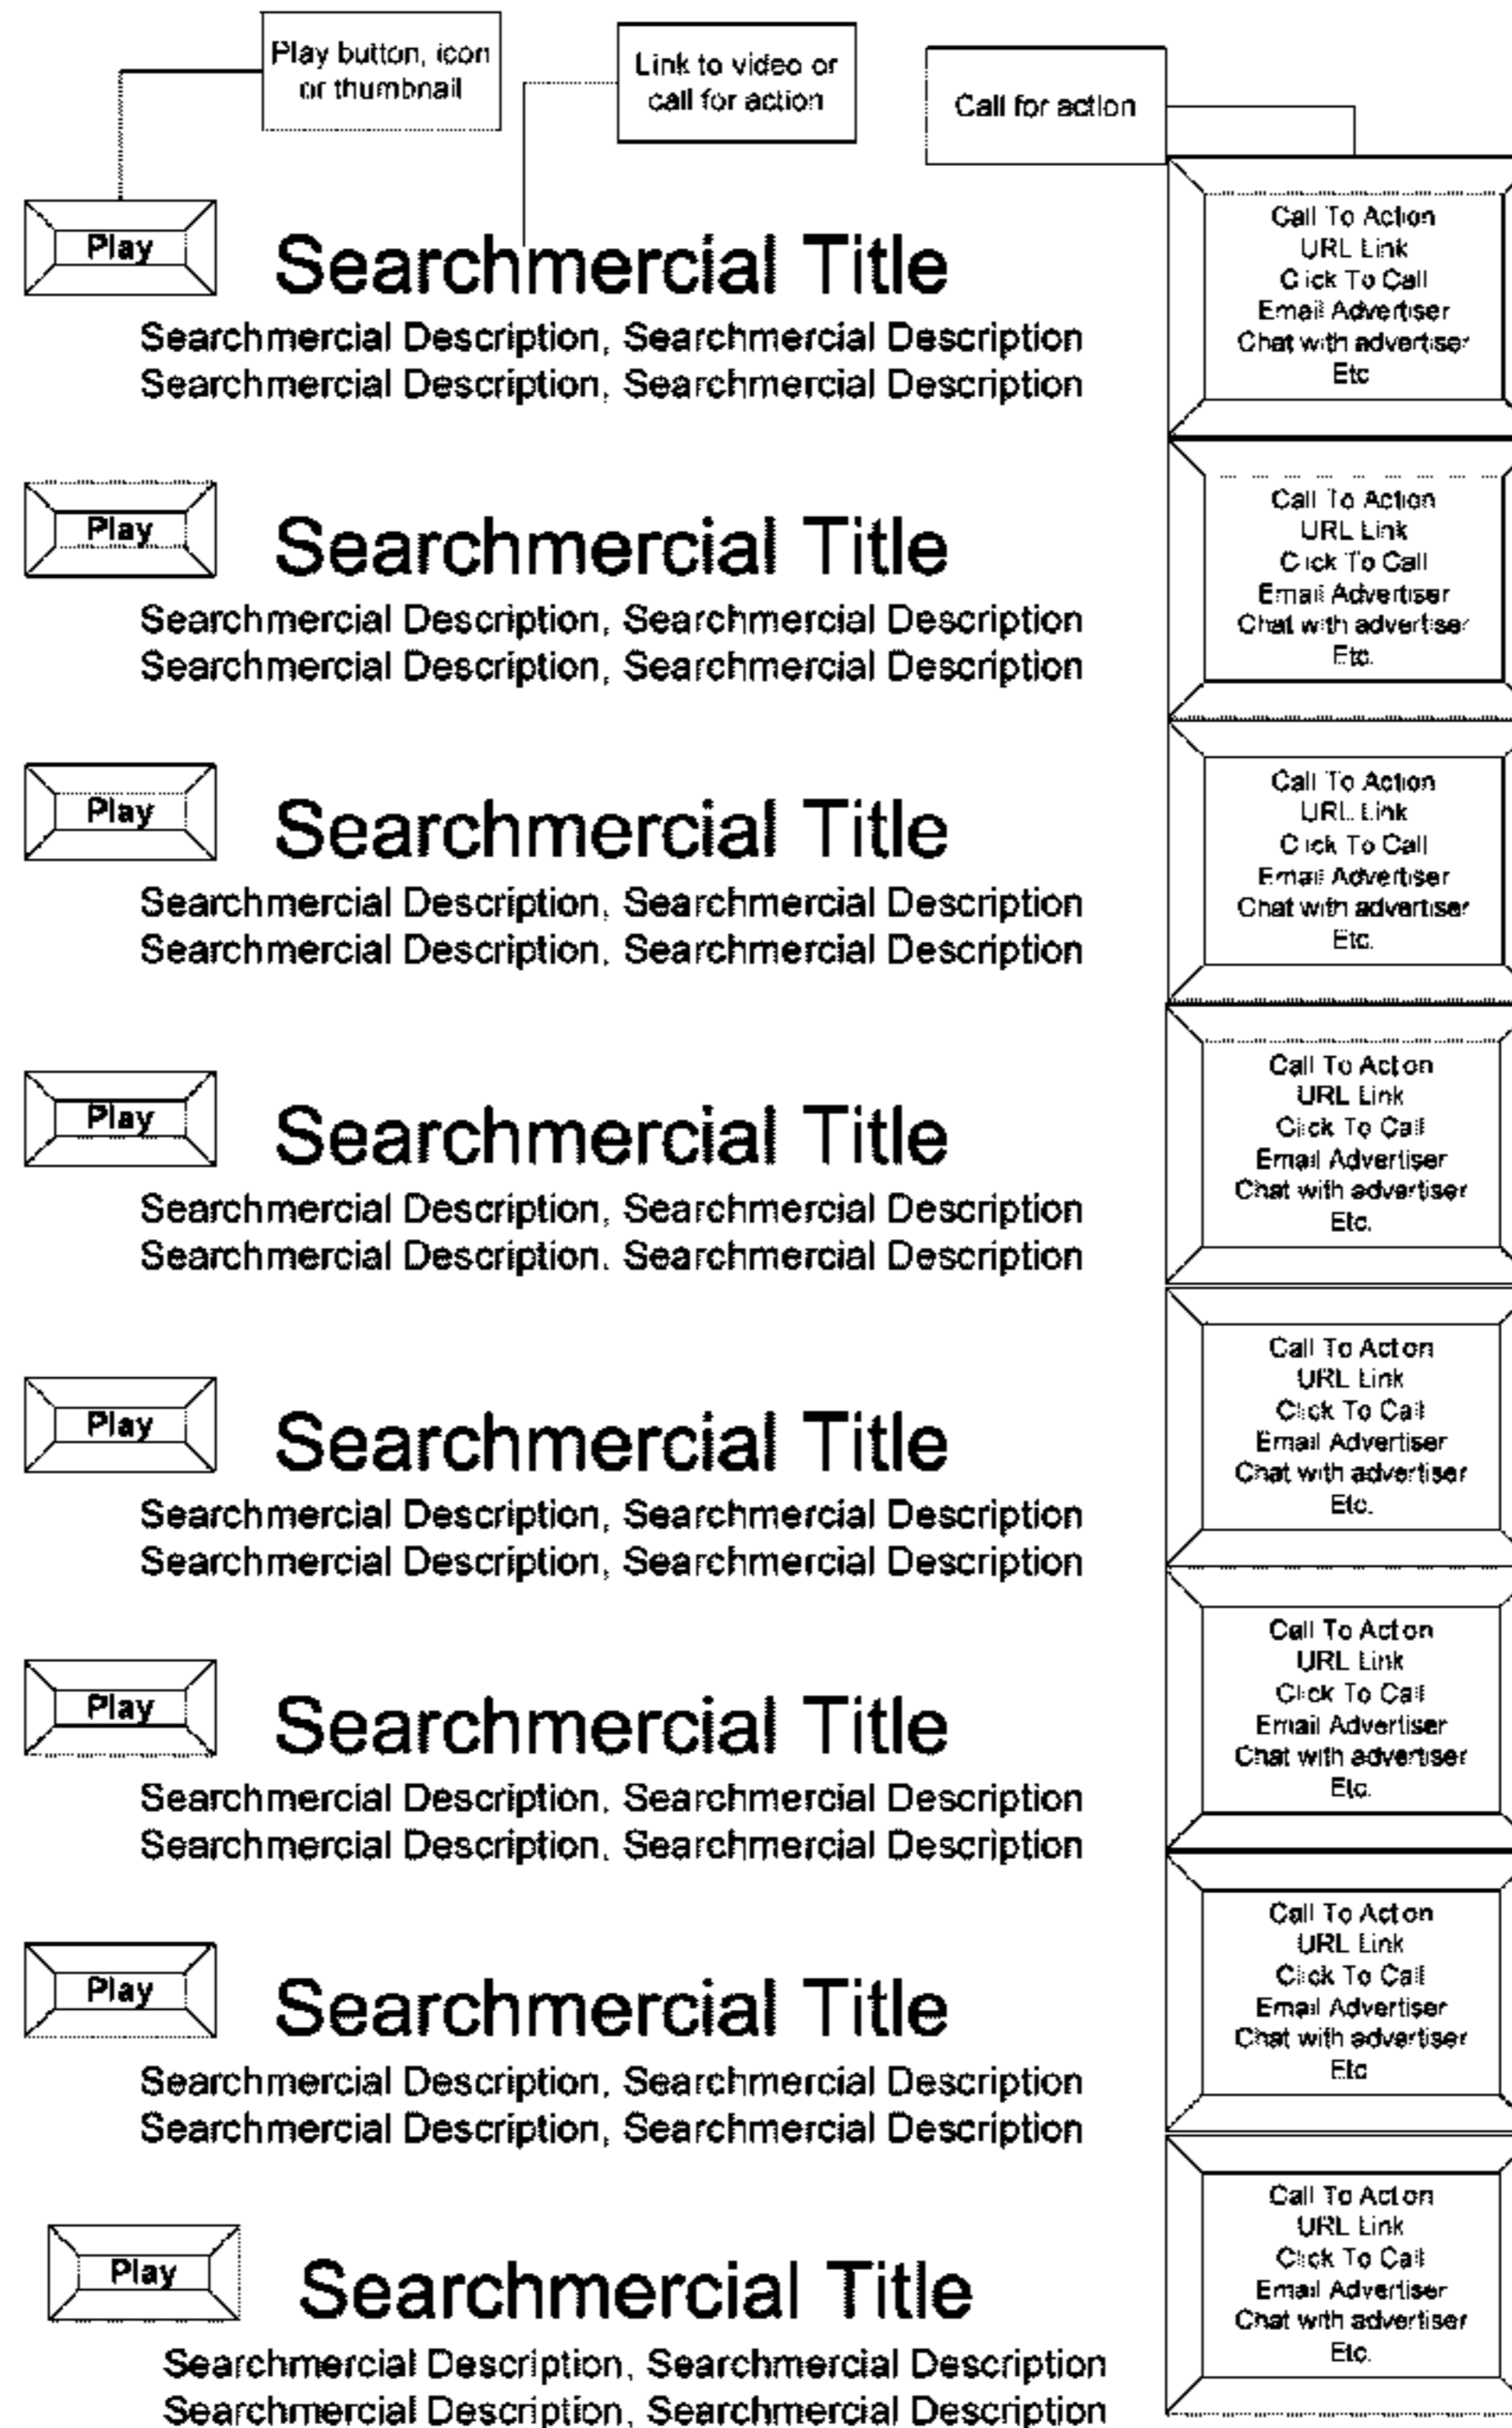 Play button, icon
or thumbnail
Link to video or
call for action
Call for action
Play
Searchmercial Title
Searchmercial Description, Searchmercial Description
Searchmercial Description, Searchmercial Description
Call To Action
URL Link
Click To Call
Email Advertiser
Chat with advertiser
Etc
Play
Searchmercial Title
Searchmercial Description, Searchmercial Description
Searchmercial Description, Searchmercial Description
Call To Action
URL Link
Click To Call
Email Advertiser
Chat with advertiser
Etc.
Play
Searchmercial Title
Searchmercial Description, Searchmercial Description
Searchmercial Description, Searchmercial Description
Call To Action
URL Link
Click To Call
Email Advertiser
Chat with advertiser
Etc.
Play
Searchmercial Title
Searchmercial Description, Searchmercial Description
Searchmercial Description, Searchmercial Description
Call To Action
URL Link
Click To Call
Email Advertiser
Chat with advertiser
Etc.
Play
Searchmercial Title
Searchmercial Description, Searchmercial Description
Searchmercial Description, Searchmercial Description
Call To Action
URL Link
Click To Call
Email Advertiser
Chat with advertiser
Etc.
Play
Searchmercial Title
Searchmercial Description, Searchmercial Description
Searchmercial Description, Searchmercial Description
Call To Action
URL Link
Click To Call
Email Advertiser
Chat with advertiser
Etc.
Play
Searchmercial Title
Searchmercial Description, Searchmercial Description
Searchmercial Description, Searchmercial Description
Call To Action
URL Link
Click To Call
Email Advertiser
Chat with advertiser
Etc
Play
Searchmercial Title
Searchmercial Description, Searchmercial Description
Searchmercial Description, Searchmercial Description
Call To Action
URL Link
Click To Call
Email Advertiser
Chat with advertiser
Etc.